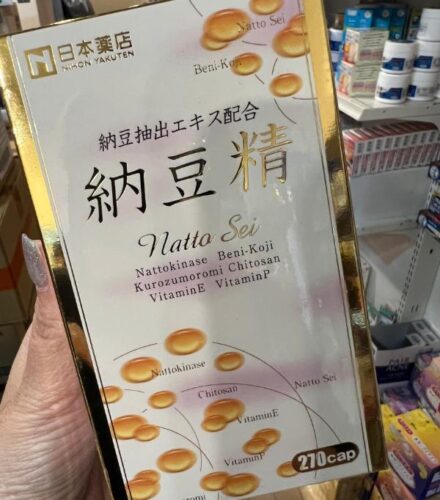 日本薬店
NIHON YAKUTEN
Natto Sei
Beni-Koji
納豆抽出エキス配合
納豆精
Natto Sei
Nattokinase Beni-Koji
Kurozumoromi Chitosan
VitaminE VitaminP
Nattokinase
Natto Sei
Chitosan
VitaminE
VitaminP
270cap
PAIR
ACNE